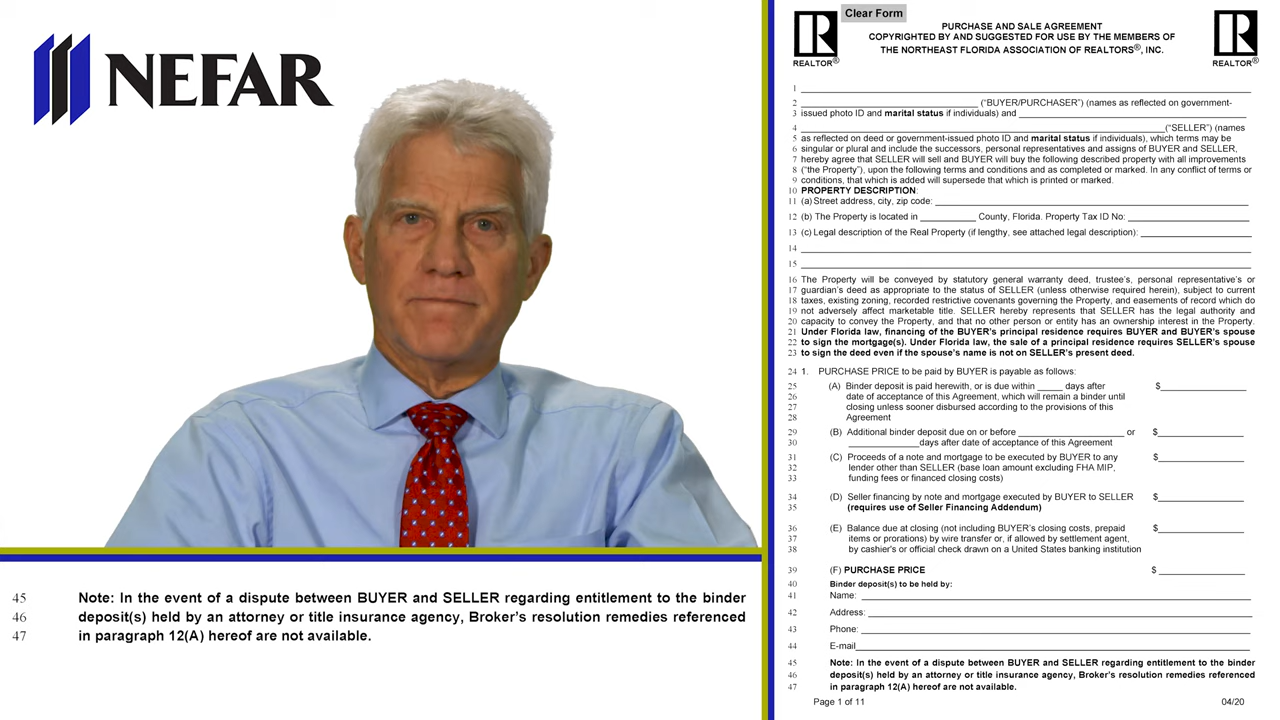 NEFAR
45 Note: In the event of a dispute between BUYER and SELLER regarding entitlement to the binder
46 deposit(s) held by an attorney or title insurance agency, Broker's resolution remedies referenced
47 in paragraph 12(A) hereof are not available.
Clear Form
REALTOR®
REALTOR®
PURCHASE AND SALE AGREEMENT
COPYRIGHTED BY AND SUGGESTED FOR USE BY THE MEMBERS OF
THE NORTHEAST FLORIDA ASSOCIATION OF REALTORS®, INC.
1
2 ("BUYER/PURCHASER") (names as reflected on government-
3 issued photo ID and marital status if individuals) and
4 ("SELLER") (names
5 as reflected on deed or government-issued photo ID and marital status if individuals), which terms may be
6 singular or plural and include the successors, personal representatives and assigns of BUYER and SELLER,
7 hereby agree that SELLER will sell and BUYER will buy the following described property with all improvements
8 ("the Property"), upon the following terms and conditions and as completed or marked. In any conflict of terms or
9 conditions, that which is added will supersede that which is printed or marked.
10 PROPERTY DESCRIPTION:
11 (a) Street address, city, zip code:
12 (b) The Property is located in County, Florida. Property Tax ID No:
13 (c) Legal description of the Real Property (if lengthy, see attached legal description):
14
15
16 The Property will be conveyed by statutory general warranty deed, trustee's, personal representative's or
17 guardian's deed as appropriate to the status of SELLER (unless otherwise required herein), subject to current
18 taxes, existing zoning, recorded restrictive covenants governing the Property, and easements of record which do
19 not adversely affect marketable title. SELLER hereby represents that SELLER has the legal authority and
20 capacity to convey the Property, and that no other person or entity has an ownership interest in the Property.
21 Under Florida law, financing of the BUYER's principal residence requires BUYER and BUYER's spouse
22 to sign the mortgage(s). Under Florida law, the sale of a principal residence requires SELLER's spouse
23 to sign the deed even if the spouse's name is not on SELLER's present deed.
24 1. PURCHASE PRICE to be paid by BUYER is payable as follows:
25 (A) Binder deposit is paid herewith, or is due within days after $
26 date of acceptance of this Agreement, which will remain a binder until
27 closing unless sooner disbursed according to the provisions of this
28 Agreement
29 (B) Additional binder deposit due on or before or $
30 days after date of acceptance of this Agreement
31 (C) Proceeds of a note and mortgage to be executed by BUYER to any $
32 lender other than SELLER (base loan amount excluding FHA MIP,
33 funding fees or financed closing costs)
34 (D) Seller financing by note and mortgage executed by BUYER to SELLER $
35 (requires use of Seller Financing Addendum)
36 (E) Balance due at closing (not including BUYER's closing costs, prepaid $
37 items or prorations) by wire transfer or, if allowed by settlement agent,
38 by cashier's or official check drawn on a United States banking institution
39 (F) PURCHASE PRICE $
40 Binder deposit(s) to be held by:
41 Name:
42 Address:
43 Phone:
44 E-mail
45 Note: In the event of a dispute between BUYER and SELLER regarding entitlement to the binder
46 deposit(s) held by an attorney or title insurance agency, Broker's resolution remedies referenced
47 in paragraph 12(A) hereof are not available.
Page 1 of 11 04/20